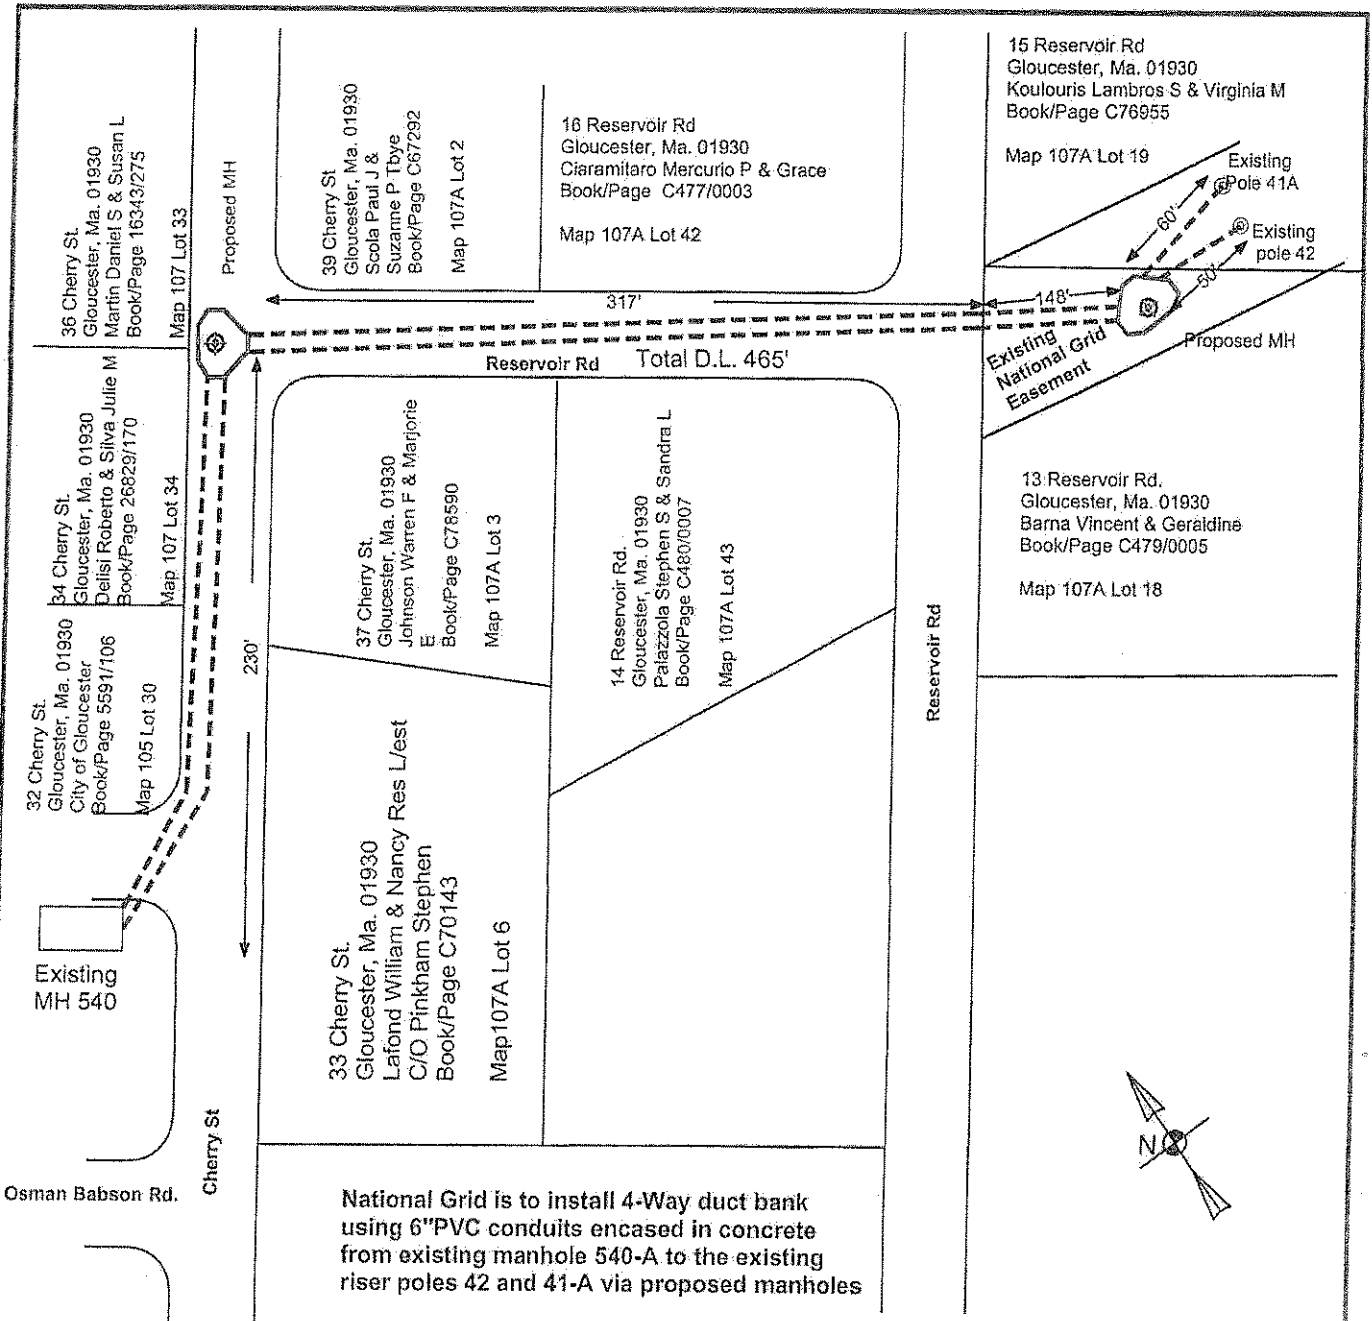 36 Cherry St.
Gloucester, Ma. 01930
Martin Daniel S & Susan L
Book/Page 16343/275
Map 107 Lot 33
Proposed MH
39 Cherry St
Gloucester, Ma. 01930
Scola Paul J &
Suzanne P Tbye
Book/Page C67292
Map 107A Lot 2
16 Reservoir Rd
Gloucester, Ma. 01930
Ciaramitaro Mercurio P & Grace
Book/Page C477/0003
Map 107A Lot 42
15 Reservoir Rd
Gloucester, Ma. 01930
Koulouris Lambros S & Virginia M
Book/Page C76955
Map 107A Lot 19
Existing
Pole 41A
60'
Existing
pole 42
50'
317'
148'
Proposed MH
Existing
National Grid
Easement
Reservoir Rd
Total D.L. 465'
34 Cherry St.
Gloucester, Ma. 01930
Delisi Roberto & Silva Julie M
Book/Page 26829/170
Map 107 Lot 34
37 Cherry St.
Gloucester, Ma. 01930
Johnson Warren F & Marjorie
E
Book/Page C78590
Map 107A Lot 3
14 Reservoir Rd.
Gloucester, Ma. 01930
Palazzola Stephen S & Sandra L
Book/Page C480/0007
Map 107A Lot 43
13 Reservoir Rd.
Gloucester, Ma. 01930
Barna Vincent & Geraldine
Book/Page C479/0005
Map 107A Lot 18
32 Cherry St.
Gloucester, Ma. 01930
City of Gloucester
Book/Page 5591/106
Map 105 Lot 30
230'
Reservoir Rd
33 Cherry St.
Gloucester, Ma. 01930
Lafond William & Nancy Res L/est
C/O Pinkham Stephen
Book/Page C70143
Map107A Lot 6
Existing
MH 540
Cherry St
Osman Babson Rd.
N
National Grid is to install 4-Way duct bank
using 6"PVC conduits encased in concrete
from existing manhole 540-A to the existing
riser poles 42 and 41-A via proposed manholes